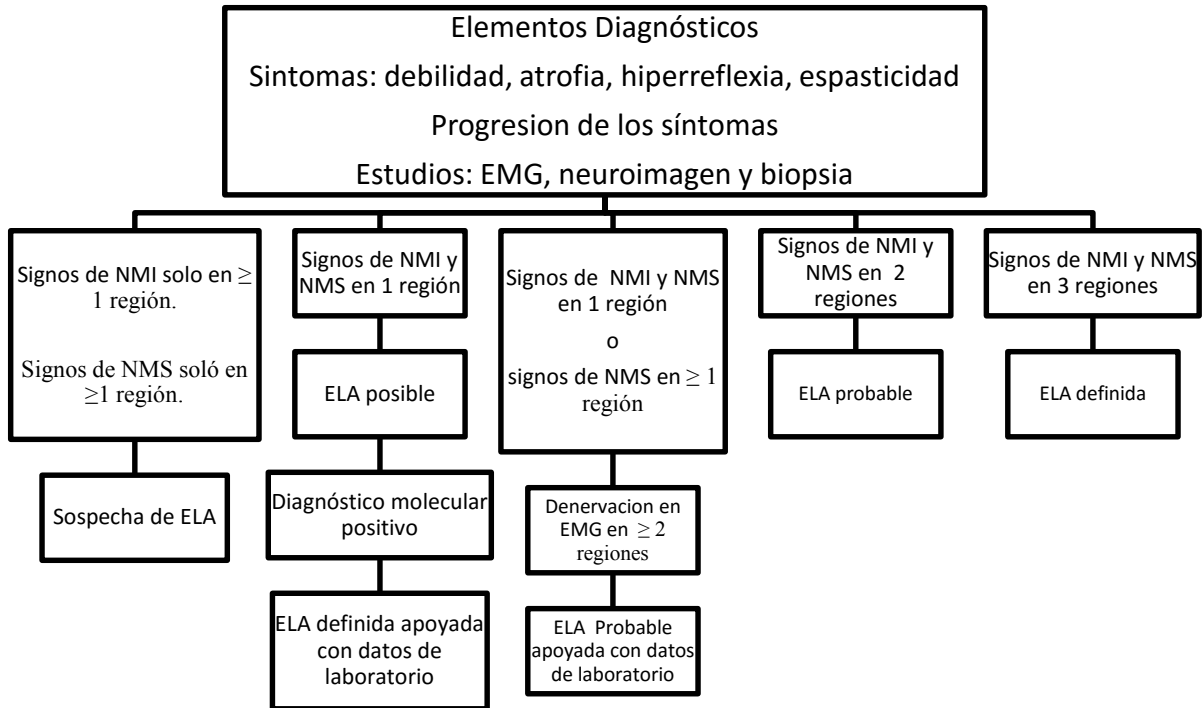 Elementos Diagnósticos
Sintomas: debilidad, atrofia, hiperreflexia, espasticidad
Progresion de los síntomas
Estudios: EMG, neuroimagen y biopsia
Signos de NMI solo en ≥
1 región.
Signos de NMS soló en
≥1 región.
Sospecha de ELA
Signos de NMI y
NMS en 1 región
ELA posible
Diagnóstico molecular
positivo
ELA definida apoyada
con datos de
laboratorio
Signos de NMI y NMS
en 1 región
o
signos de NMS en ≥ 1
región
Denervacion en
EMG en ≥ 2
regiones
ELA Probable
apoyada con datos
de laboratorio
Signos de NMI y
NMS en 2
regiones
ELA probable
Signos de NMI y NMS
en 3 regiones
ELA definida